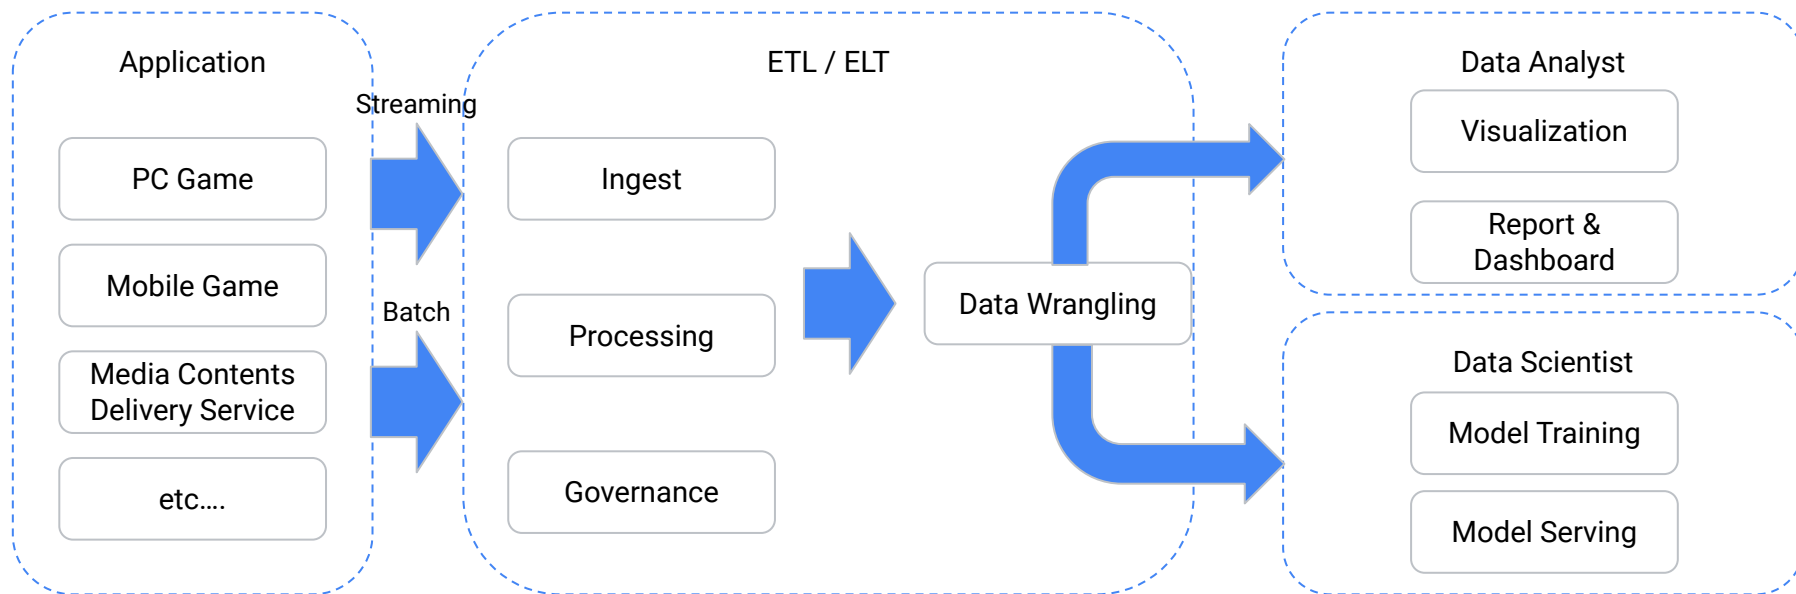 Application
PC Game
Mobile Game
Media Contents
Delivery Service
etc....
Streaming
Batch
ETL / ELT
Ingest
Processing
Governance
Data Wrangling
Data Analyst
Visualization
Report &
Dashboard
Data Scientist
Model Training
Model Serving